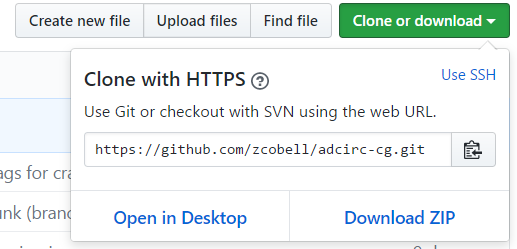 Create new file Upload files Find file Clone or download
Clone with HTTPS ? Use SSH
Use Git or checkout with SVN using the web URL.
https://github.com/zcobell/adcirc-cg.git
ags for cra
unk (branc
Open in Desktop Download ZIP